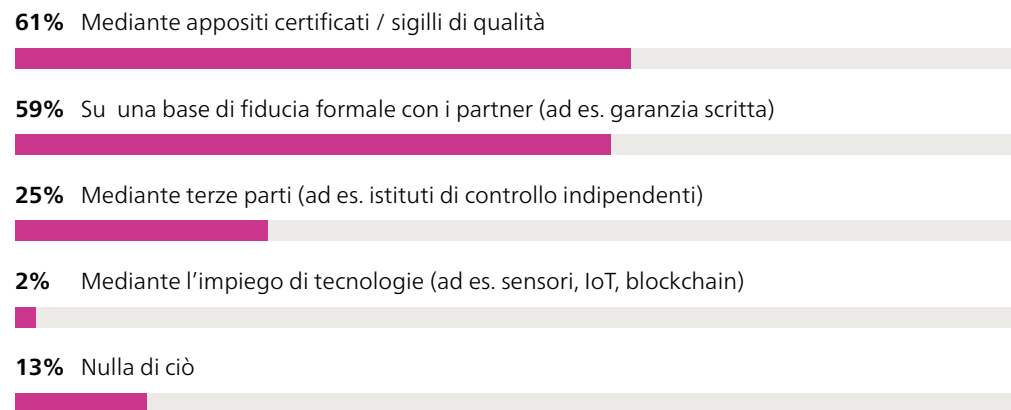 61% Mediante appositi certificati / sigilli di qualità
59% Su una base di fiducia formale con i partner (ad es. garanzia scritta)
25% Mediante terze parti (ad es. istituti di controllo indipendenti)
2% Mediante l’impiego di tecnologie (ad es. sensori, IoT, blockchain)
13% Nulla di ciò